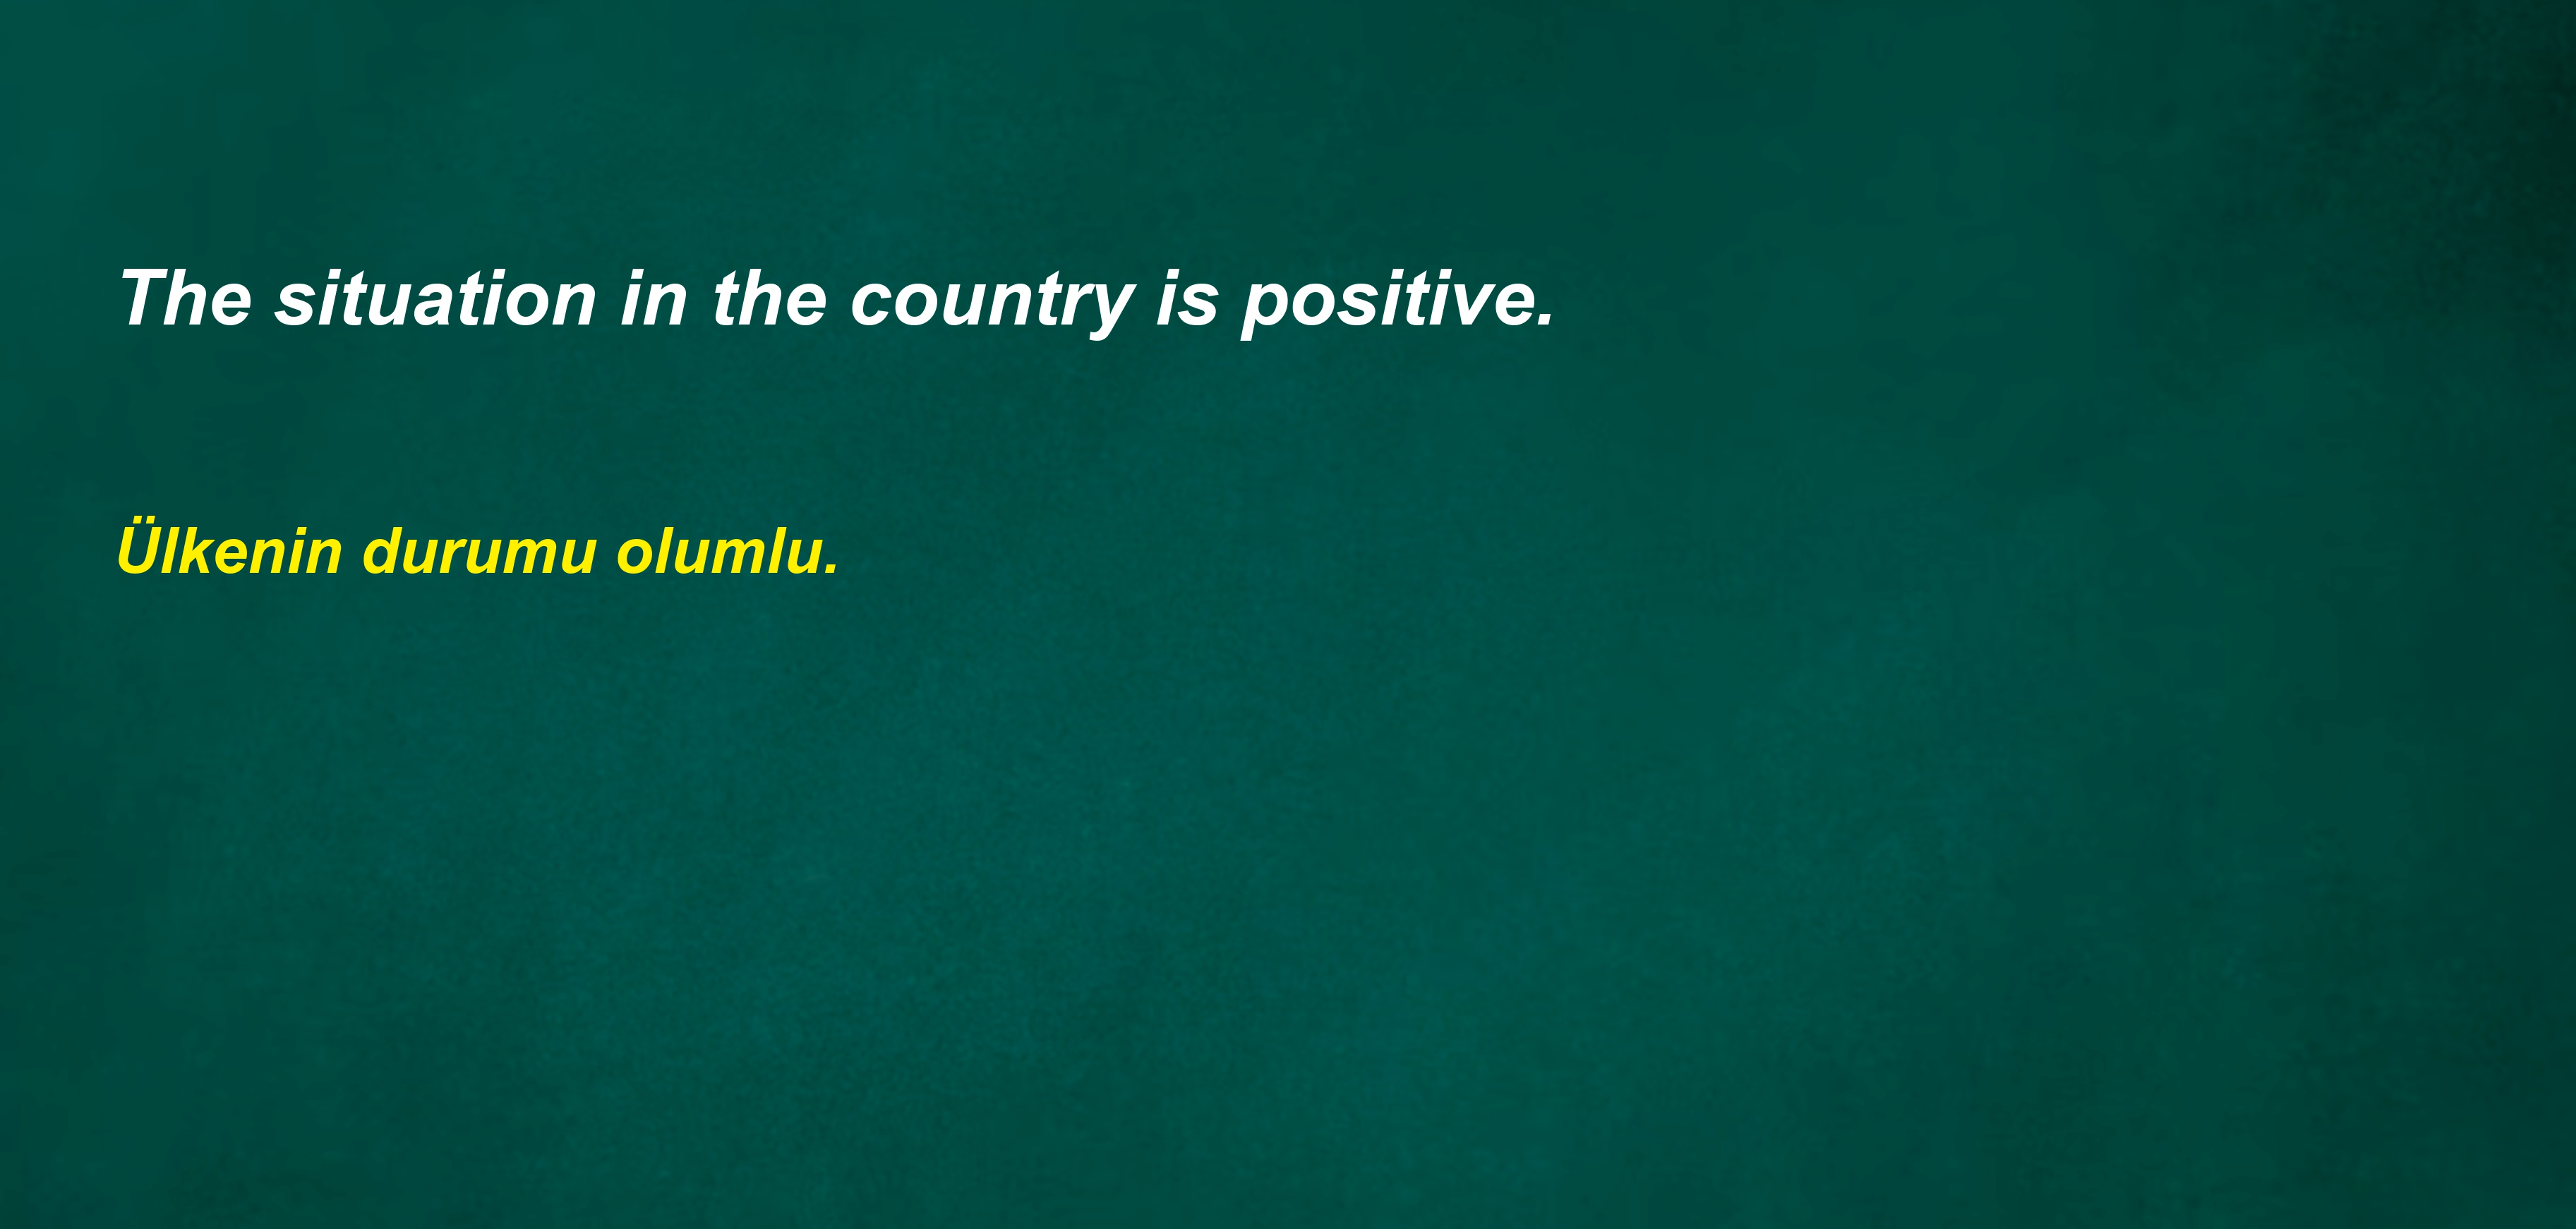 The situation in the country is positive.
Ülkenin durumu olumlu.